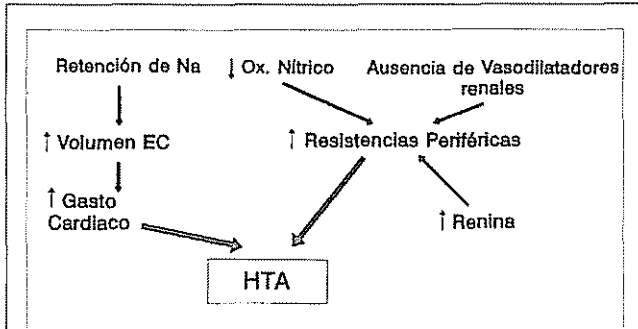 Retención de Na ↓ Ox. Nítrico Ausencia de Vasodilatadores
renales
↑ Volumen EC ↑ Resistencias Periféricas
↑ Gasto
Cardiaco
↑ Renina
HTA